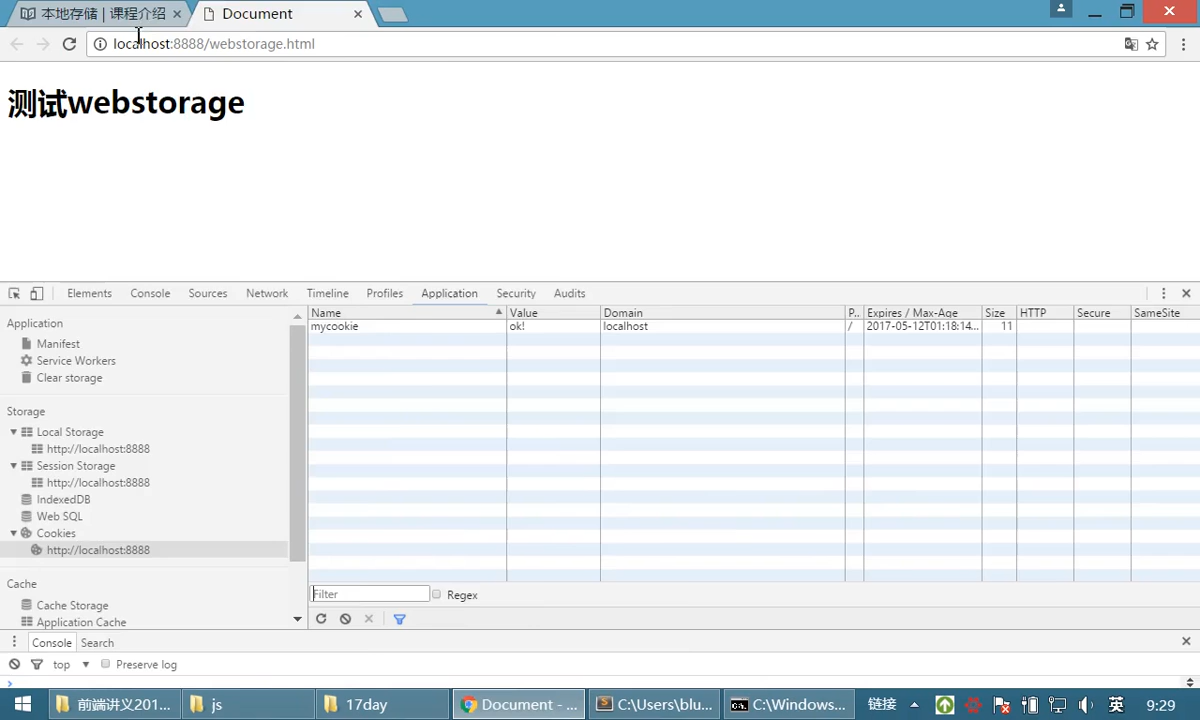 本地存储 | 课程介绍
Document
localhost:8888/webstorage.html
测试webstorage
Elements Console Sources Network Timeline Profiles Application Security Audits
Application
Manifest
Service Workers
Clear storage
Storage
Local Storage
http://localhost:8888
Session Storage
http://localhost:8888
IndexedDB
Web SQL
Cookies
http://localhost:8888
Cache
Cache Storage
Application Cache
Name Value Domain P.. Expires / Max-Age Size HTTP Secure SameSite
mycookie ok! localhost / 2017-05-12T01:18:14... 11
Filter Regex
Console Search
top Preserve log
前端讲义201... js 17day Document - ... C:\Users\blu... C:\Windows... 链接 英 9:29